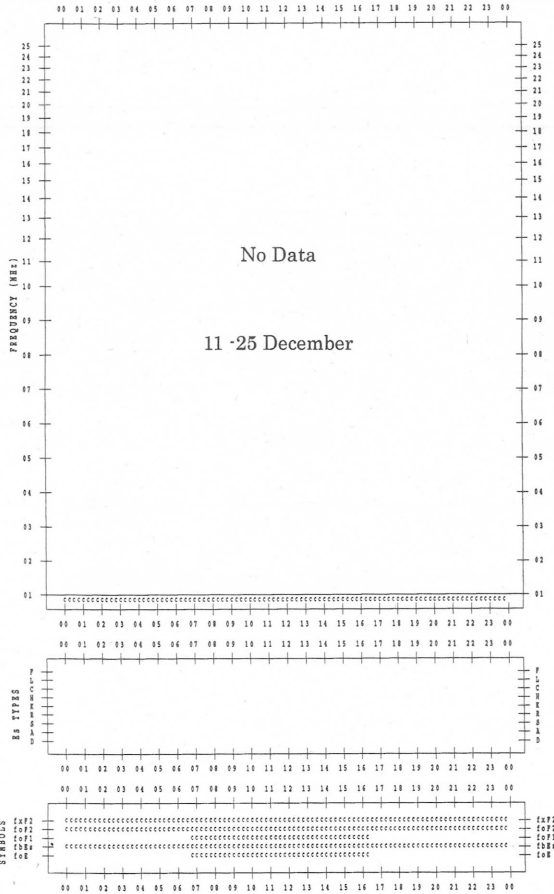 00 01 02 03 04 05 06 07 08 09 10 11 12 13 14 15 16 17 18 19 20 21 22 23 00
25 25
24 24
23 23
22 22
21 21
20 20
19 19
18 18
17 17
16 16
15 15
14 14
13 13
12 12
No Data
11 11
10 10
FREQUENCY (MHz)
09 09
11 -25 December
08 08
07 07
06 06
05 05
04 04
03 03
02 02
01 01
00 01 02 03 04 05 06 07 08 09 10 11 12 13 14 15 16 17 18 19 20 21 22 23 00
00 01 02 03 04 05 06 07 08 09 10 11 12 13 14 15 16 17 18 19 20 21 22 23 00
ES TYPES
F F
L L
C C
H H
K K
R R
S S
A A
D D
00 01 02 03 04 05 06 07 08 09 10 11 12 13 14 15 16 17 18 19 20 21 22 23 00
00 01 02 03 04 05 06 07 08 09 10 11 12 13 14 15 16 17 18 19 20 21 22 23 00
SYMBOLS
fxF2 fxF2
foF2 foF2
foF1 foF1
fbEs fbEs
foE foE
00 01 02 03 04 05 06 07 08 09 10 11 12 13 14 15 16 17 18 19 20 21 22 23 00